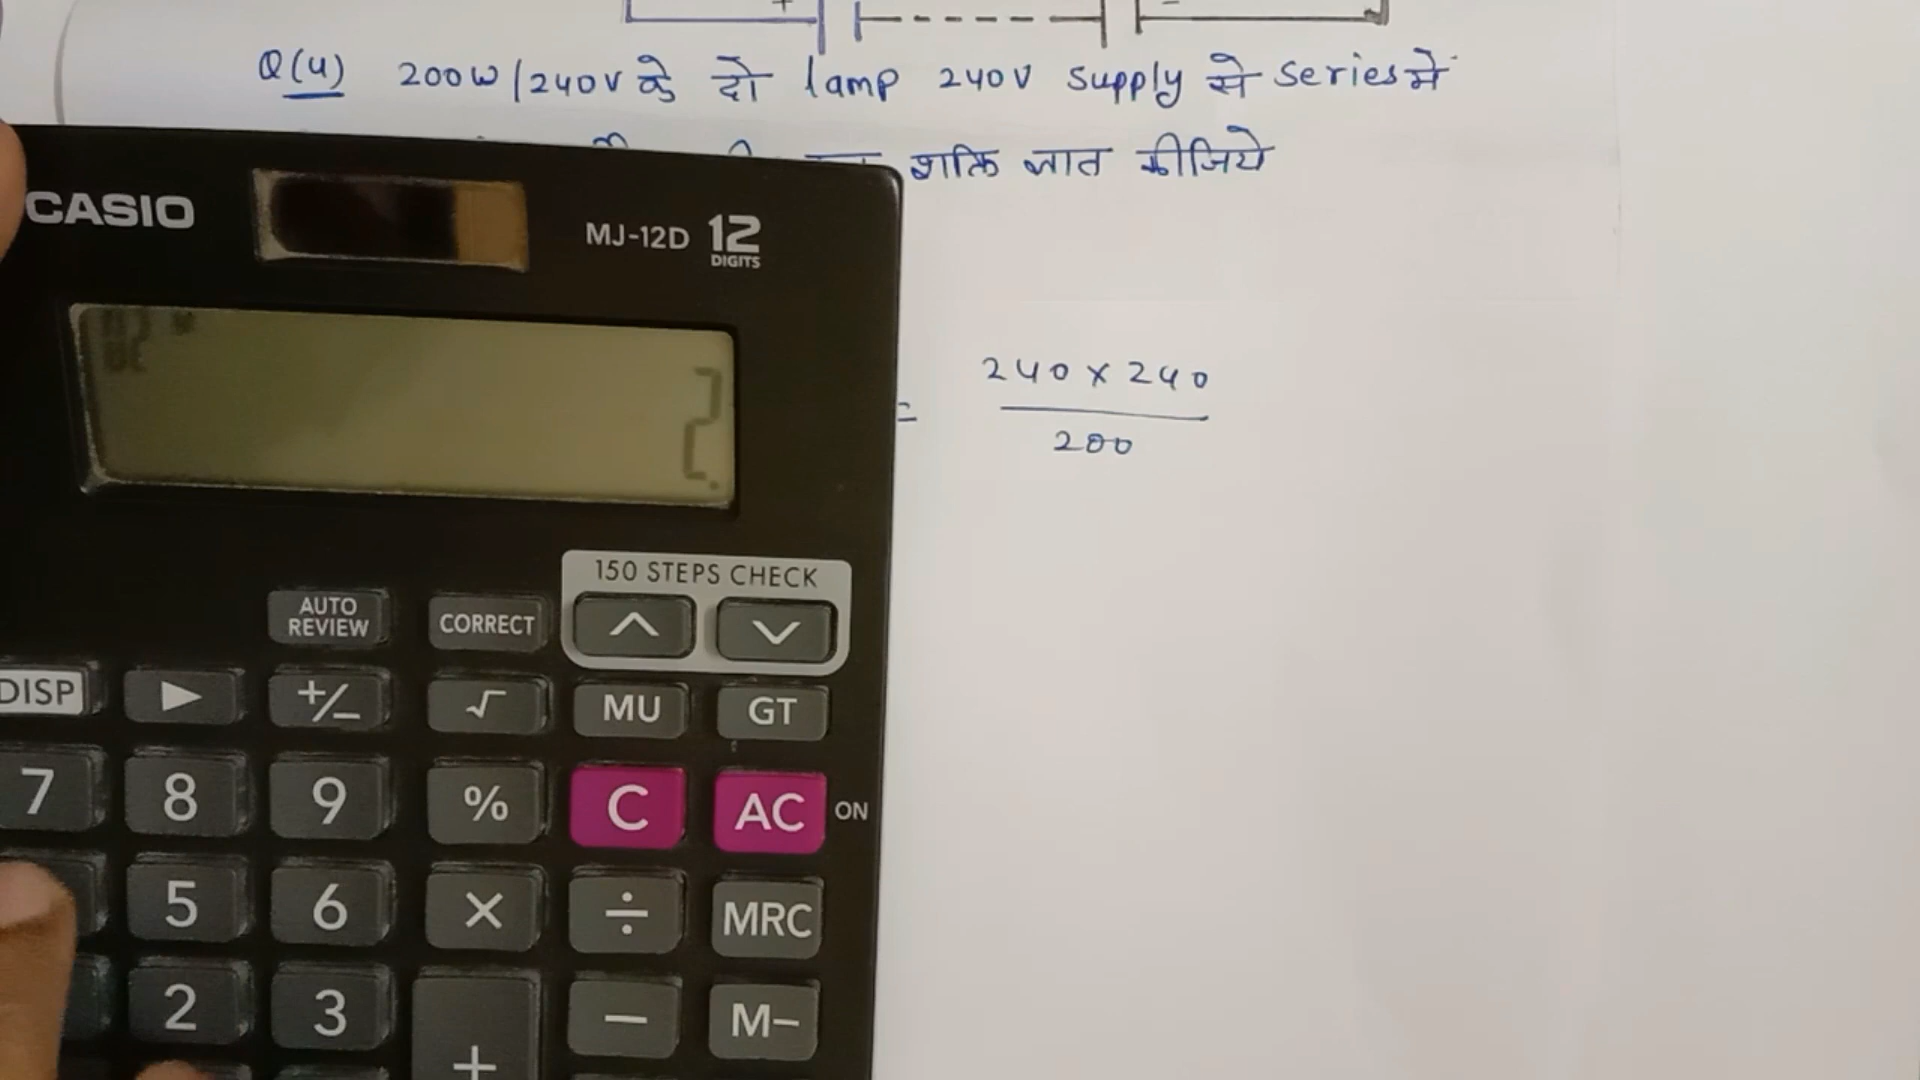 Q(4) 200W/240V के दो lamp 240V supply से series में
शक्ति ज्ञात कीजिये
CASIO
MJ-12D 12
DIGITS
= 240 × 240
200
2.
150 STEPS CHECK
AUTO REVIEW CORRECT
DISP ▶ +/− √ MU GT
7 8 9 % C AC ON
5 6 × ÷ MRC
2 3 − M−
+